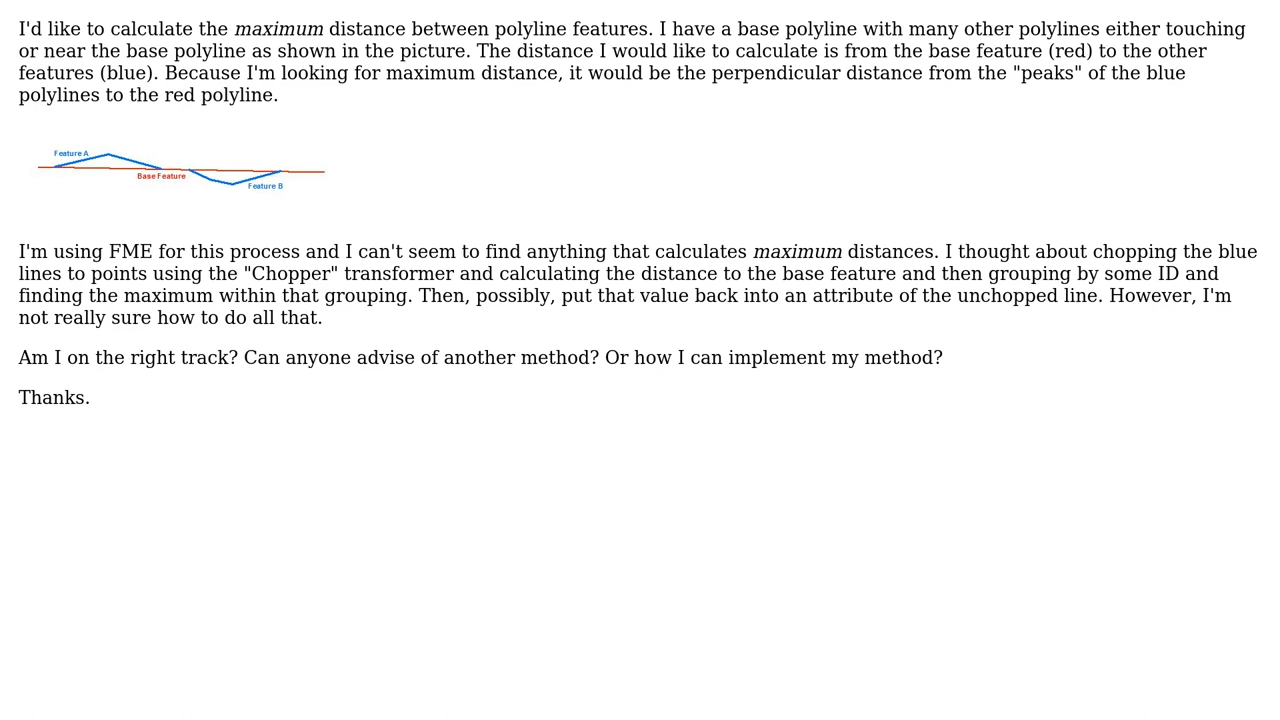 I'd like to calculate the maximum distance between polyline features. I have a base polyline with many other polylines either touching
or near the base polyline as shown in the picture. The distance I would like to calculate is from the base feature (red) to the other
features (blue). Because I'm looking for maximum distance, it would be the perpendicular distance from the "peaks" of the blue
polylines to the red polyline.
Feature A
Base Feature
Feature B
I'm using FME for this process and I can't seem to find anything that calculates maximum distances. I thought about chopping the blue
lines to points using the "Chopper" transformer and calculating the distance to the base feature and then grouping by some ID and
finding the maximum within that grouping. Then, possibly, put that value back into an attribute of the unchopped line. However, I'm
not really sure how to do all that.
Am I on the right track? Can anyone advise of another method? Or how I can implement my method?
Thanks.